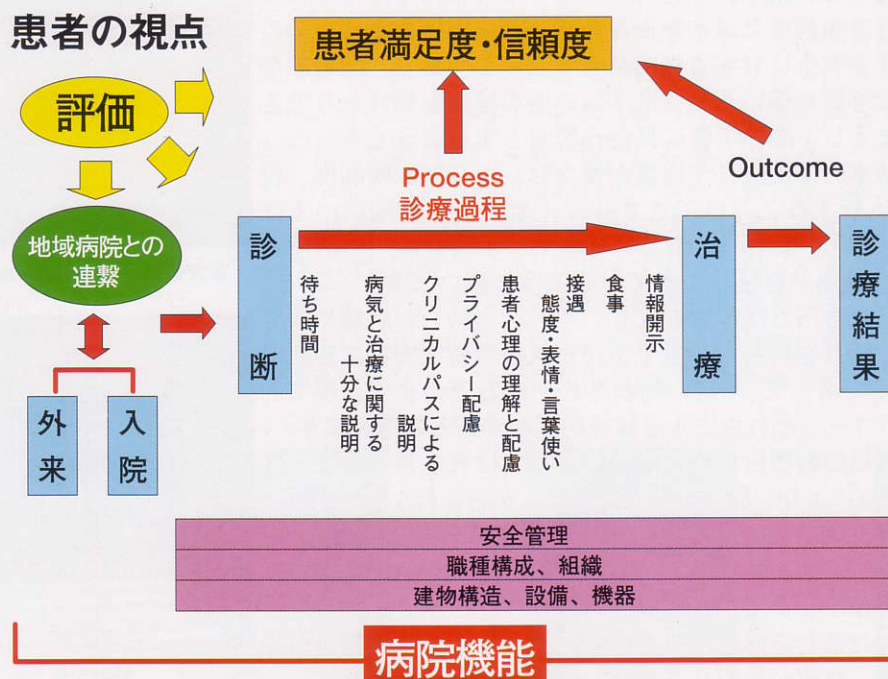 患者の視点
患者満足度・信頼度
評価
Process
診療過程
Outcome
地域病院との
連繋
診断
治療
診療結果
待ち時間
病気と治療に関する
十分な説明
クリニカルパスによる
説明
プライバシー配慮
患者心理の理解と配慮
接遇
態度・表情・言葉使い
食事
情報開示
外来
入院
安全管理
職種構成、組織
建物構造、設備、機器
病院機能